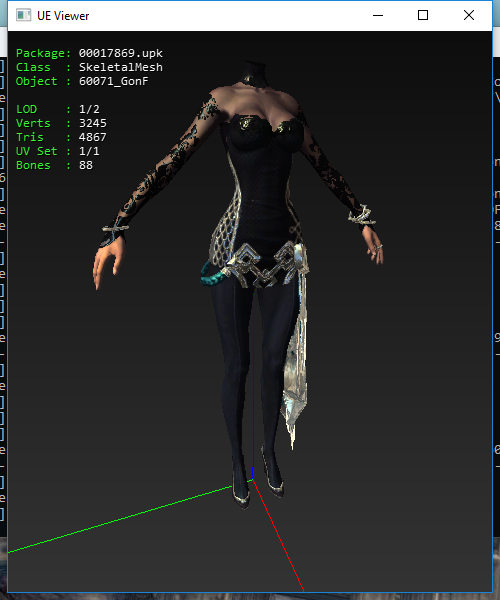 UE Viewer
Package: 00017869.upk
Class  : SkeletalMesh
Object : 60071_GonF
LOD    : 1/2
Verts  : 3245
Tris   : 4867
UV Set : 1/1
Bones  : 88